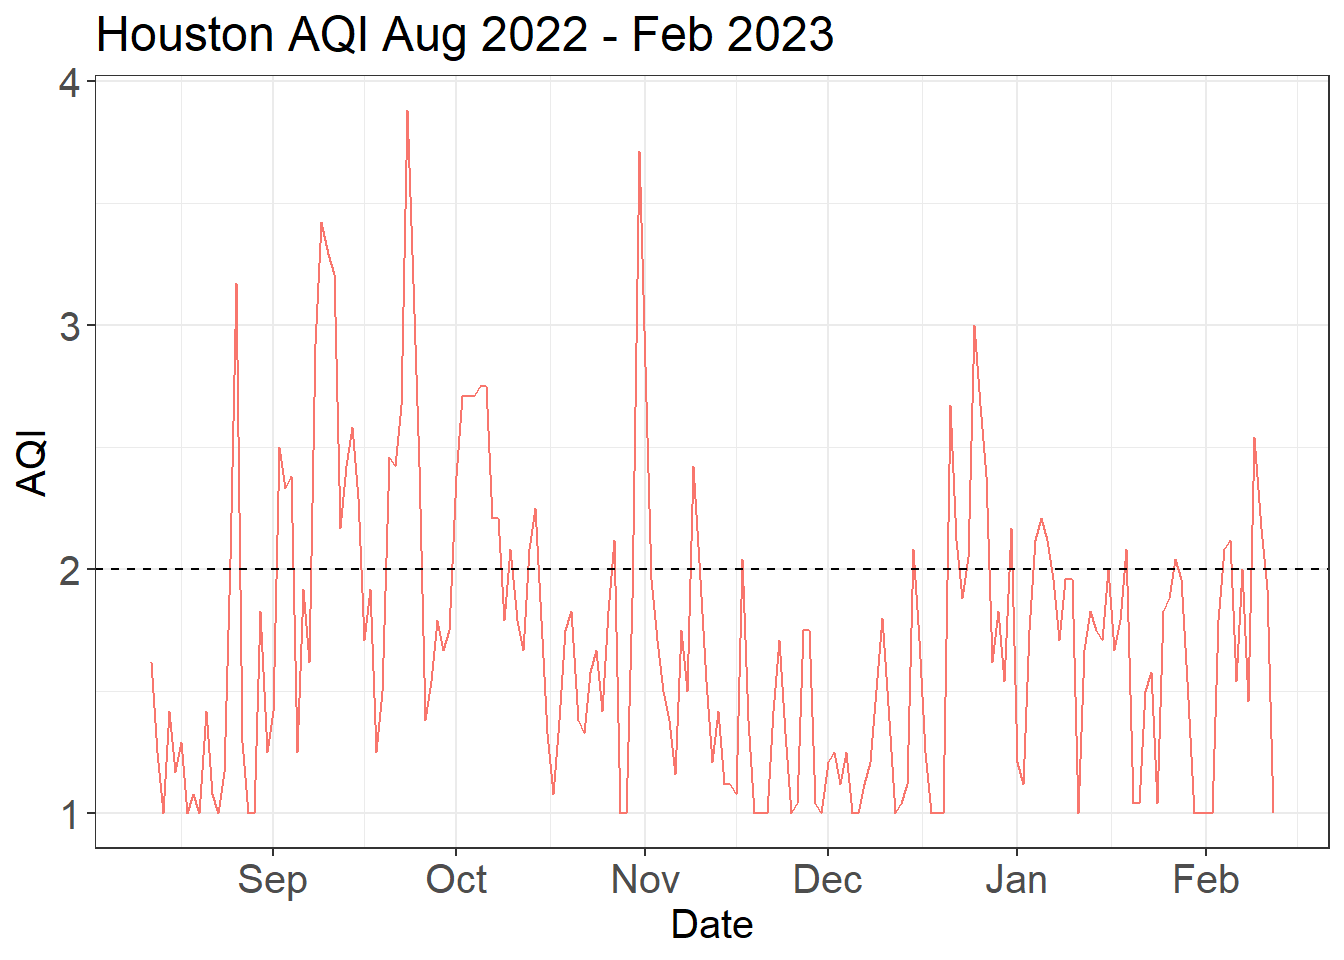 Houston AQI Aug 2022 - Feb 2023
4
3
2
1
AQI
Sep Oct Nov Dec Jan Feb
Date